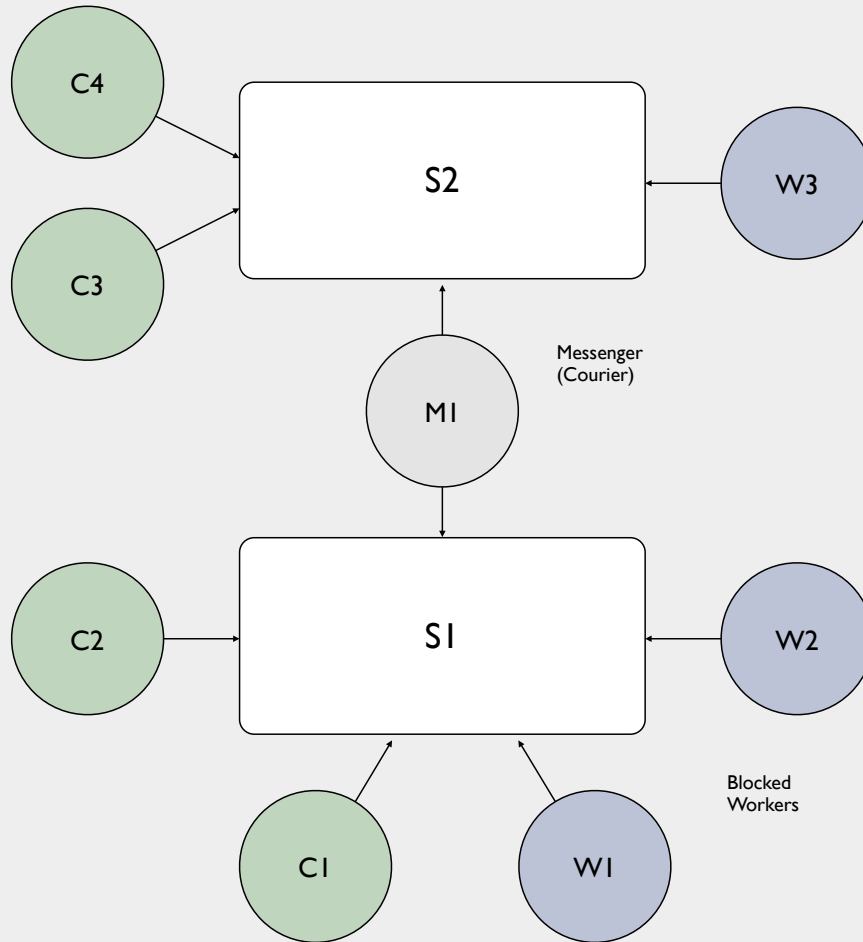 C4
S2
W3
C3
Messenger
(Courier)
M1
C2
S1
W2
Blocked
Workers
C1
W1